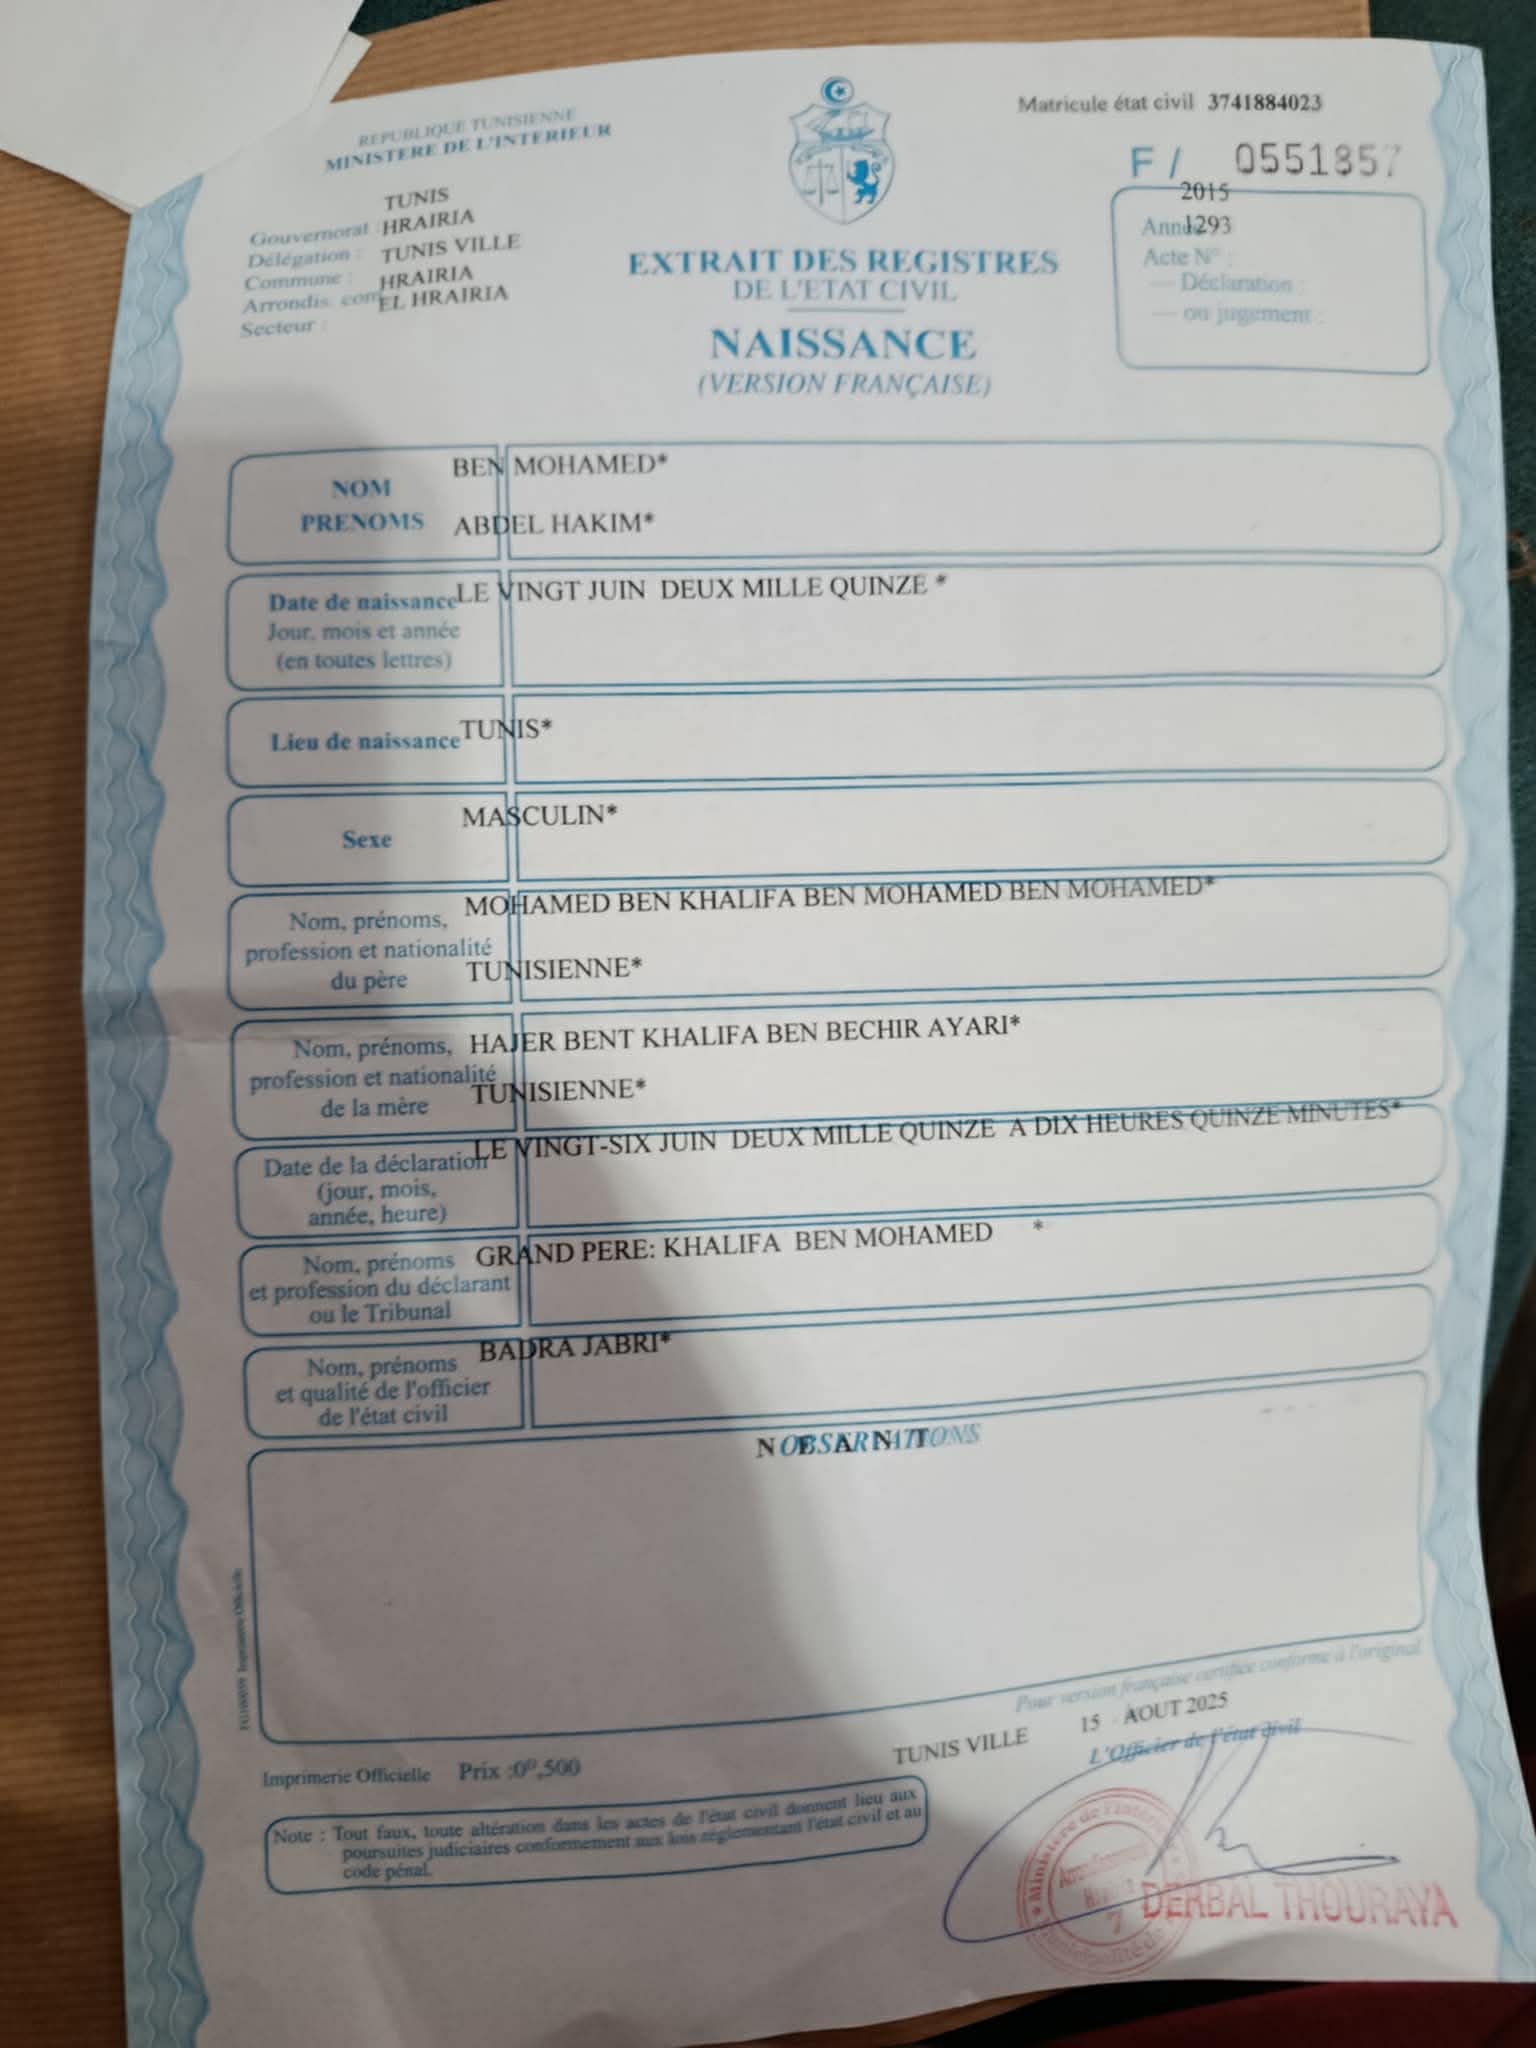 REPUBLIQUE TUNISIENNE
MINISTERE DE L'INTERIEUR
Gouvernorat : TUNIS
Délégation : HRAIRIA
Commune : TUNIS VILLE
Arrondis. com HRAIRIA
Secteur : EL HRAIRIA
Matricule état civil 3741884023
F / 0551857
2015
Année 1293
Acte N° :
— Déclaration :
— ou jugement :
EXTRAIT DES REGISTRES
DE L'ETAT CIVIL
NAISSANCE
(VERSION FRANÇAISE)
NOM BEN MOHAMED*
PRENOMS ABDEL HAKIM*
Date de naissance LE VINGT JUIN DEUX MILLE QUINZE *
Jour, mois et année
(en toutes lettres)
Lieu de naissance TUNIS*
Sexe MASCULIN*
Nom, prénoms, MOHAMED BEN KHALIFA BEN MOHAMED BEN MOHAMED*
profession et nationalité
du père TUNISIENNE*
Nom, prénoms, HAJER BENT KHALIFA BEN BECHIR AYARI*
profession et nationalité
de la mère TUNISIENNE*
Date de la déclaration LE VINGT-SIX JUIN DEUX MILLE QUINZE A DIX HEURES QUINZE MINUTES*
(jour, mois,
année, heure)
Nom, prénoms GRAND PERE: KHALIFA BEN MOHAMED *
et profession du déclarant
ou le Tribunal
Nom, prénoms BADRA JABRI*
et qualité de l'officier
de l'état civil
OBSERVATIONS
N E A N T
Pour version française certifiée conforme à l'original
TUNIS VILLE 15 AOUT 2025
L'Officier de l'état civil
Imprimerie Officielle Prix :0D,500
Note : Tout faux, toute altération dans les actes de l'état civil donnent lieu aux
poursuites judiciaires conformement aux lois réglementant l'état civil et au
code pénal.
Ministère de l'Intérieur
7
DERBAL THOURAYA